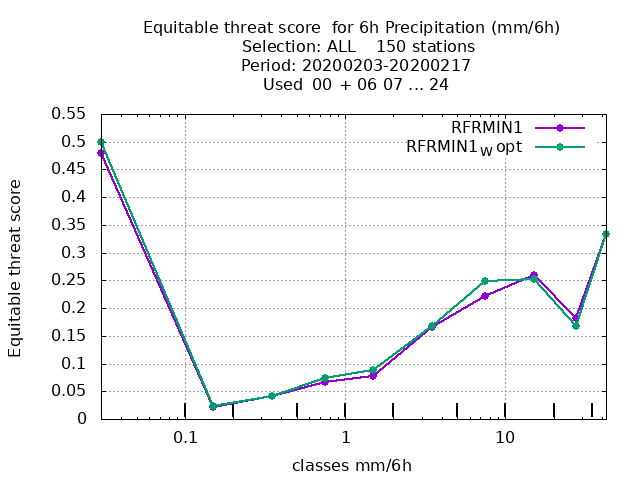 Equitable threat score  for 6h Precipitation (mm/6h)
Selection: ALL    150 stations
Period: 20200203-20200217
Used  00 + 06 07 ... 24
RFRMIN1
RFRMIN1W opt
0.55
0.5
0.45
0.4
0.35
0.3
0.25
0.2
0.15
0.1
0.05
0
Equitable threat score
0.1 1 10
classes mm/6h